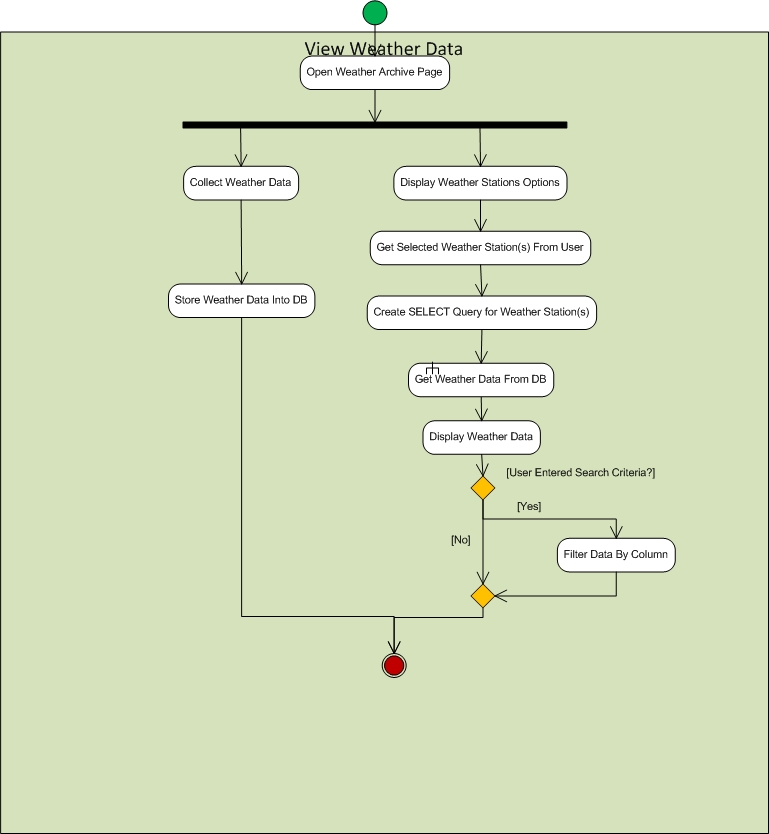 View Weather Data
Open Weather Archive Page
Collect Weather Data
Display Weather Stations Options
Get Selected Weather Station(s) From User
Store Weather Data Into DB
Create SELECT Query for Weather Station(s)
Get Weather Data From DB
Display Weather Data
[User Entered Search Criteria?]
[Yes]
[No]
Filter Data By Column